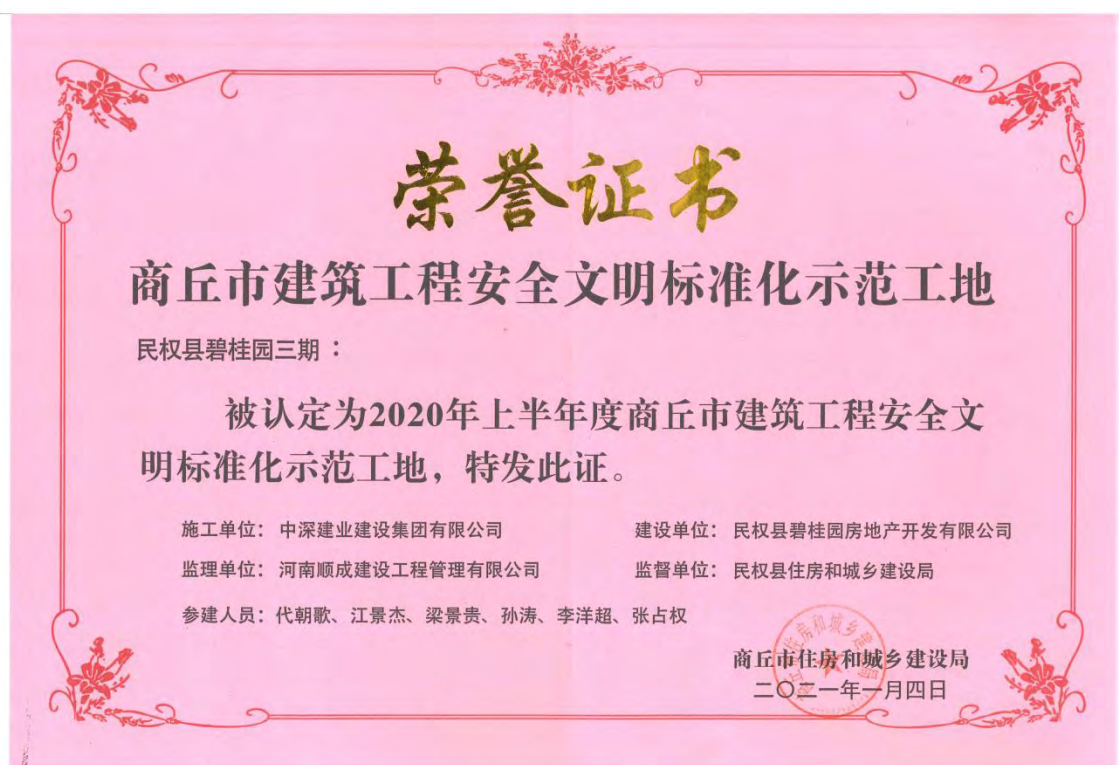 荣誉证书
商丘市建筑工程安全文明标准化示范工地
民权县碧桂园三期：
被认定为2020年上半年度商丘市建筑工程安全文
明标准化示范工地，特发此证。
施工单位：中深建业建设集团有限公司
建设单位：民权县碧桂园房地产开发有限公司
监理单位：河南顺成建设工程管理有限公司
监督单位：民权县住房和城乡建设局
参建人员：代朝歌、江景杰、梁景贵、孙涛、李洋超、张占权
商丘市住房和城乡建设局
二〇二一年一月四日